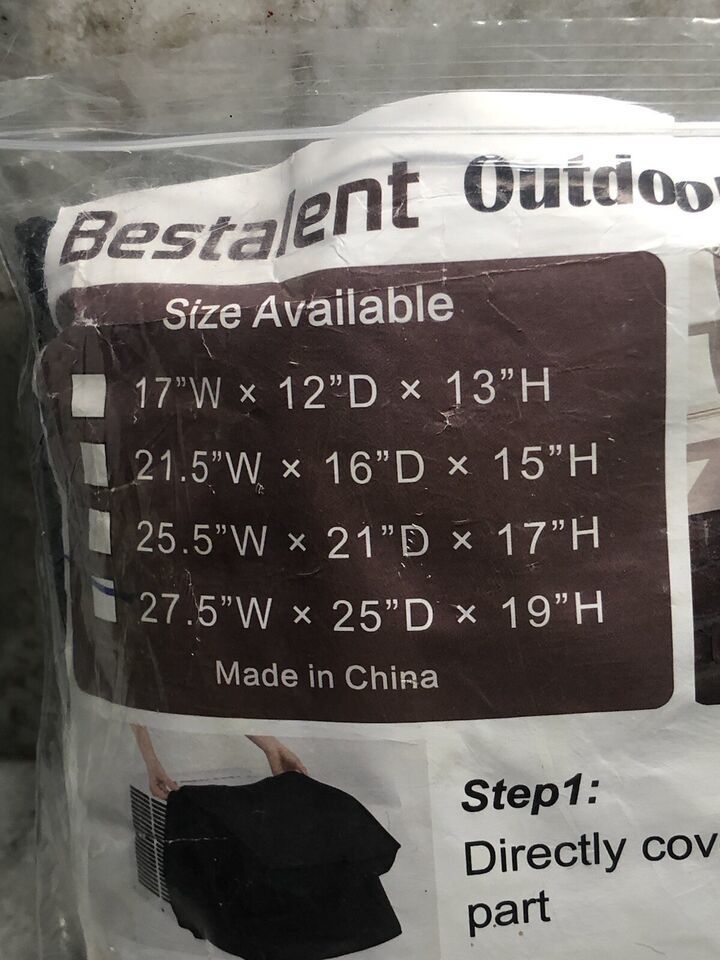 Bestalent Outdoo
Size Available
17”W × 12”D × 13”H
21.5”W × 16”D × 15”H
25.5”W × 21”D × 17”H
27.5”W × 25”D × 19”H
Made in China
Step1:
Directly cov
part